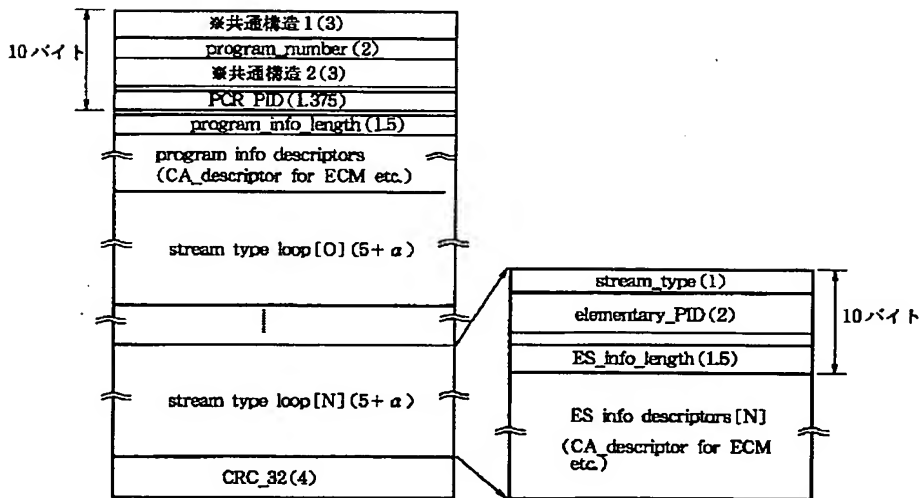 ※共通構造1(3)
10バイト
program_number(2)
※共通構造2(3)
PCR_PID(1.375)
program_info_length(1.5)
program info descriptors
(CA_descriptor for ECM etc.)
stream type loop[0](5+α)
stream type loop[N](5+α)
CRC_32(4)
stream_type(1)
elementary_PID(2)
10バイト
ES_info_length(1.5)
ES info descriptors[N]
(CA_descriptor for ECM
etc.)